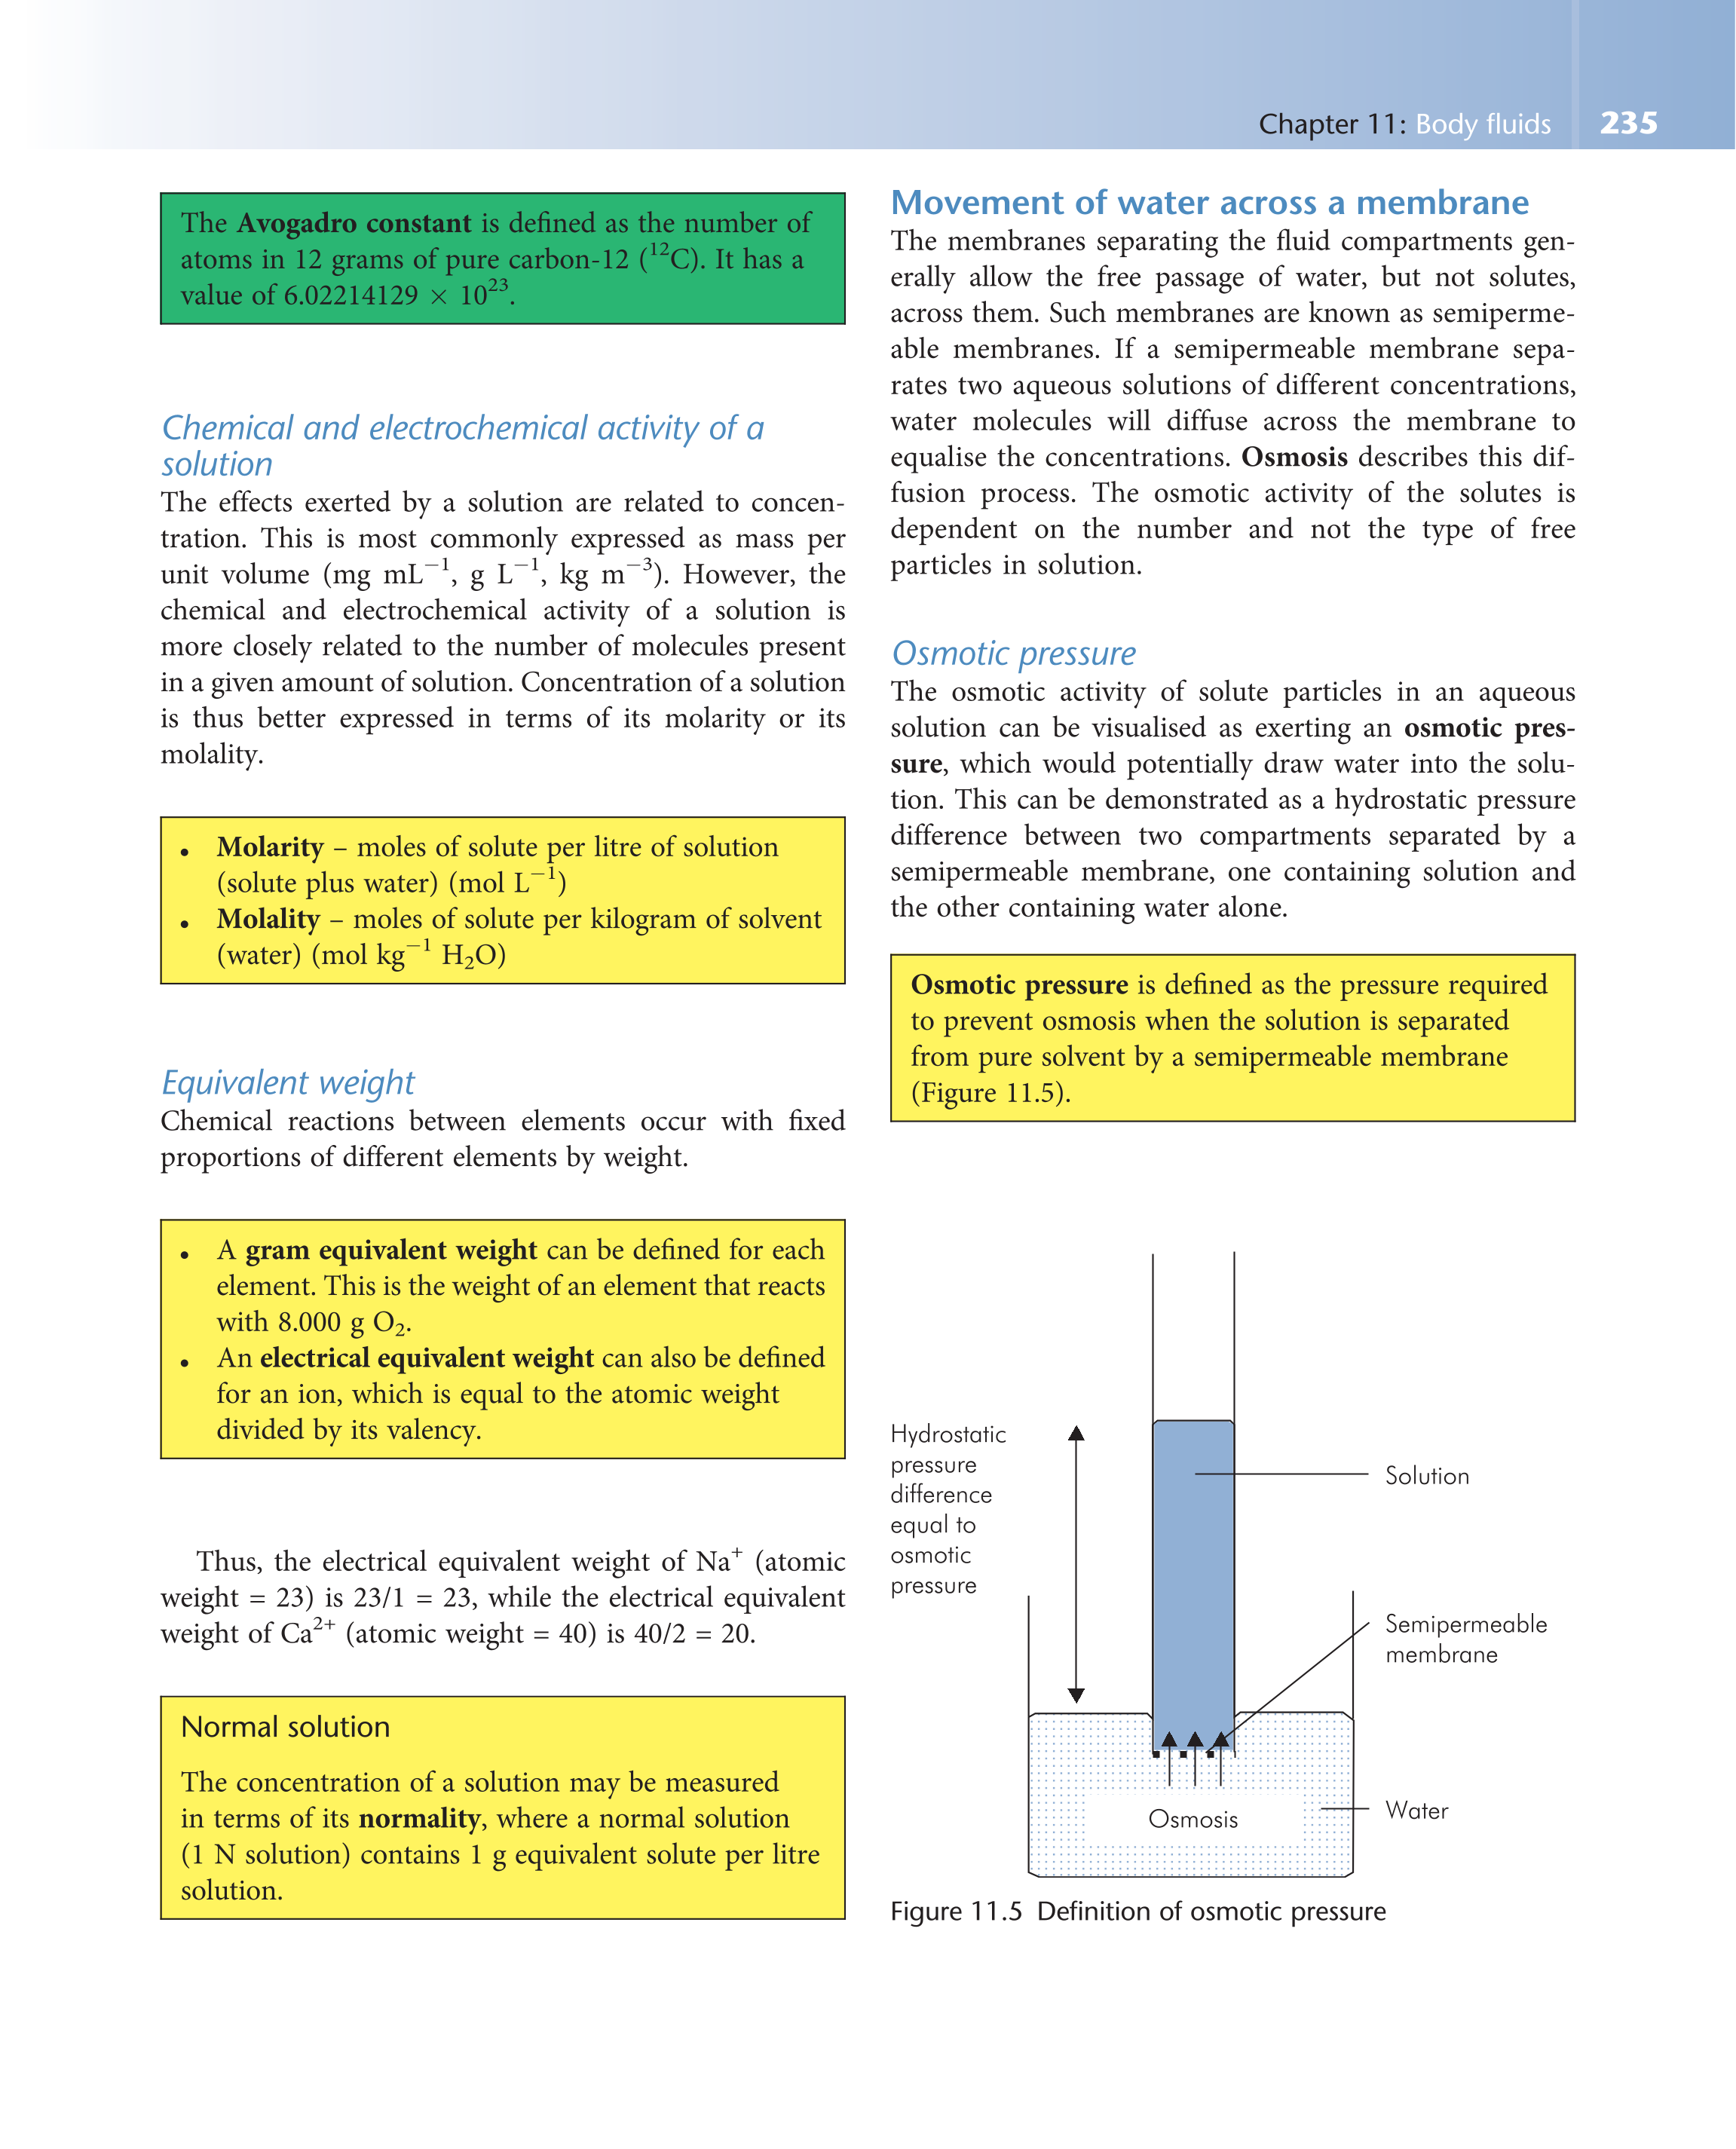 Chapter 11: Body fluids 235
The Avogadro constant is defined as the number of
atoms in 12 grams of pure carbon-12 (¹²C). It has a
value of 6.02214129 × 10²³.
Chemical and electrochemical activity of a
solution
The effects exerted by a solution are related to concen-
tration. This is most commonly expressed as mass per
unit volume (mg mL⁻¹, g L⁻¹, kg m⁻³). However, the
chemical and electrochemical activity of a solution is
more closely related to the number of molecules present
in a given amount of solution. Concentration of a solution
is thus better expressed in terms of its molarity or its
molality.
• Molarity – moles of solute per litre of solution
(solute plus water) (mol L⁻¹)
• Molality – moles of solute per kilogram of solvent
(water) (mol kg⁻¹ H₂O)
Equivalent weight
Chemical reactions between elements occur with fixed
proportions of different elements by weight.
• A gram equivalent weight can be defined for each
element. This is the weight of an element that reacts
with 8.000 g O₂.
• An electrical equivalent weight can also be defined
for an ion, which is equal to the atomic weight
divided by its valency.
Thus, the electrical equivalent weight of Na⁺ (atomic
weight = 23) is 23/1 = 23, while the electrical equivalent
weight of Ca²⁺ (atomic weight = 40) is 40/2 = 20.
Normal solution
The concentration of a solution may be measured
in terms of its normality, where a normal solution
(1 N solution) contains 1 g equivalent solute per litre
solution.
Movement of water across a membrane
The membranes separating the fluid compartments gen-
erally allow the free passage of water, but not solutes,
across them. Such membranes are known as semiperme-
able membranes. If a semipermeable membrane sepa-
rates two aqueous solutions of different concentrations,
water molecules will diffuse across the membrane to
equalise the concentrations. Osmosis describes this dif-
fusion process. The osmotic activity of the solutes is
dependent on the number and not the type of free
particles in solution.
Osmotic pressure
The osmotic activity of solute particles in an aqueous
solution can be visualised as exerting an osmotic pres-
sure, which would potentially draw water into the solu-
tion. This can be demonstrated as a hydrostatic pressure
difference between two compartments separated by a
semipermeable membrane, one containing solution and
the other containing water alone.
Osmotic pressure is defined as the pressure required
to prevent osmosis when the solution is separated
from pure solvent by a semipermeable membrane
(Figure 11.5).
Hydrostatic
pressure
difference
equal to
osmotic
pressure
Solution
Semipermeable
membrane
Water
Osmosis
Figure 11.5 Definition of osmotic pressure